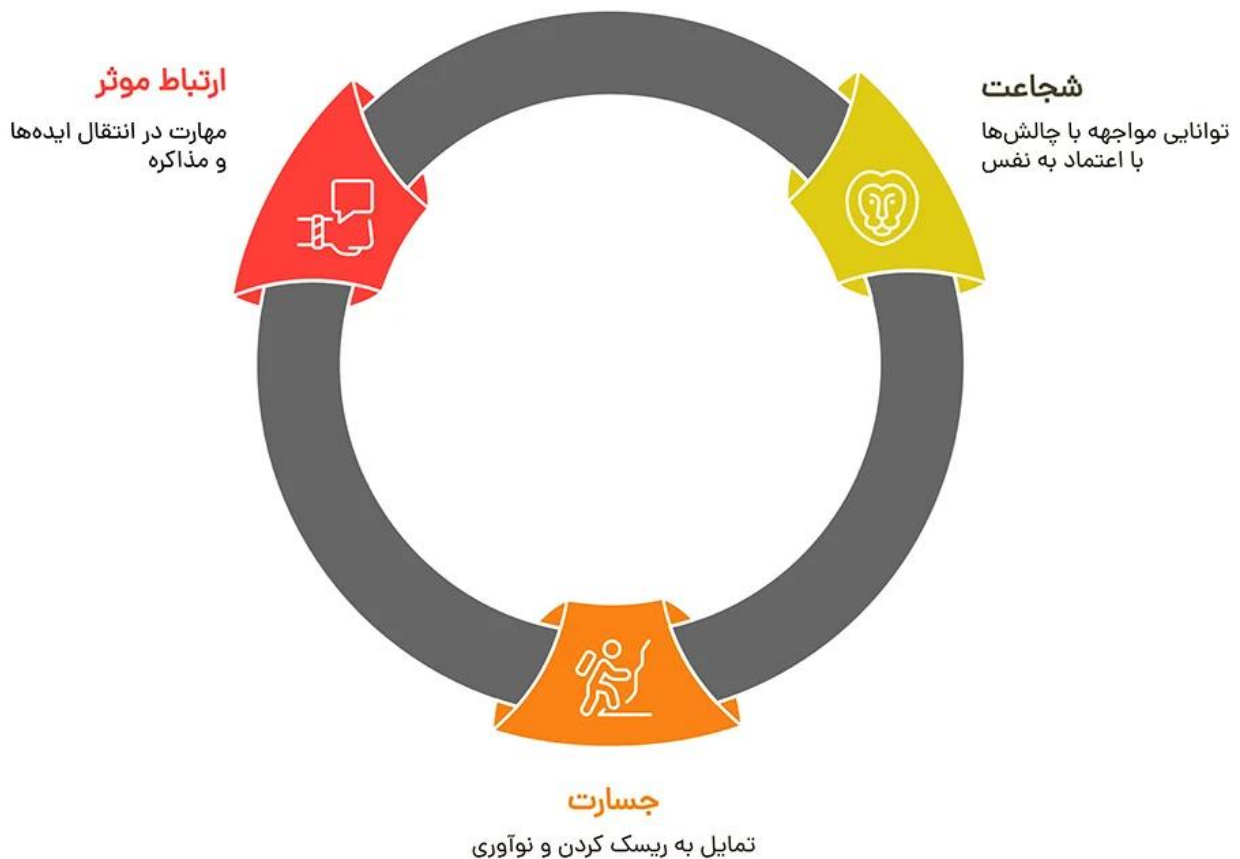 شجاعت
توانایی مواجهه با چالش‌ها
با اعتماد به نفس
ارتباط موثر
مهارت در انتقال ایده‌ها
و مذاکره
جسارت
تمایل به ریسک کردن و نوآوری